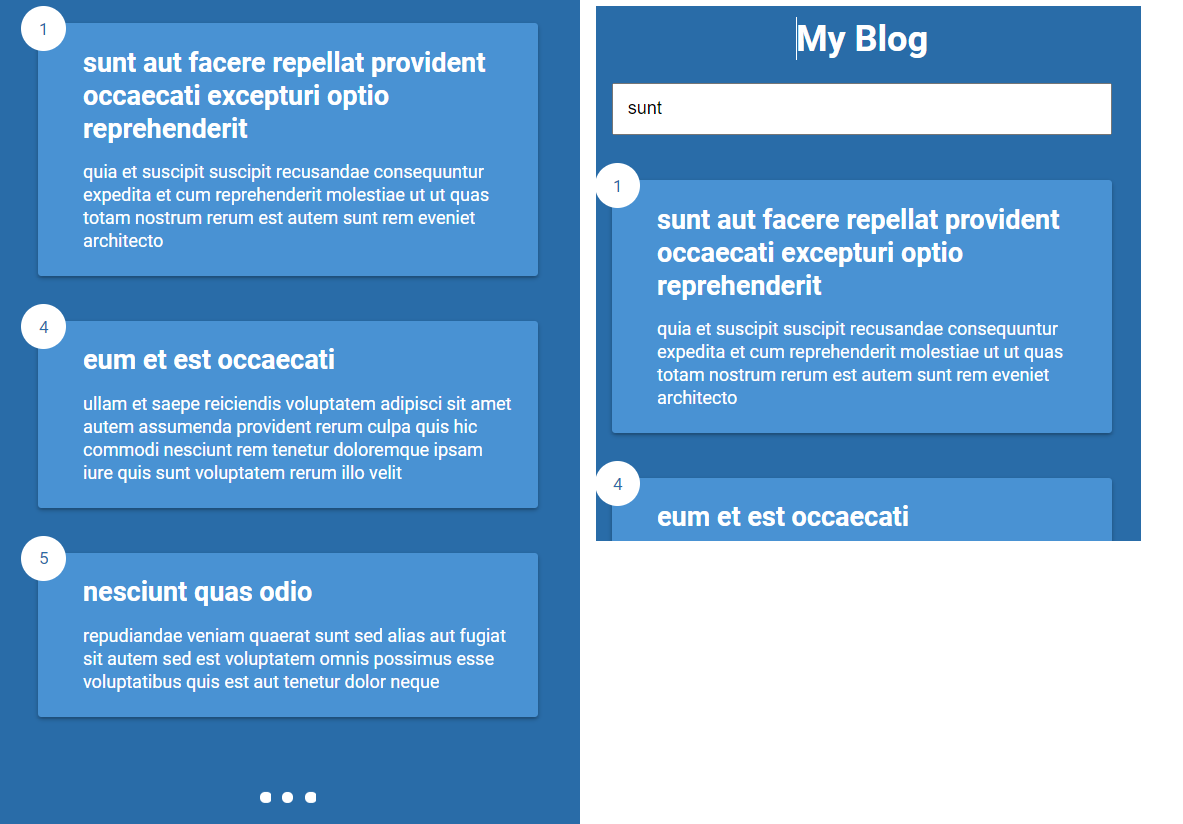 1
sunt aut facere repellat provident
occaecati excepturi optio
reprehenderit
quia et suscipit suscipit recusandae consequuntur
expedita et cum reprehenderit molestiae ut ut quas
totam nostrum rerum est autem sunt rem eveniet
architecto
4
eum et est occaecati
ullam et saepe reiciendis voluptatem adipisci sit amet
autem assumenda provident rerum culpa quis hic
commodi nesciunt rem tenetur doloremque ipsam
iure quis sunt voluptatem rerum illo velit
5
nesciunt quas odio
repudiandae veniam quaerat sunt sed alias aut fugiat
sit autem sed est voluptatem omnis possimus esse
voluptatibus quis est aut tenetur dolor neque
My Blog
sunt
1
sunt aut facere repellat provident
occaecati excepturi optio
reprehenderit
quia et suscipit suscipit recusandae consequuntur
expedita et cum reprehenderit molestiae ut ut quas
totam nostrum rerum est autem sunt rem eveniet
architecto
4
eum et est occaecati